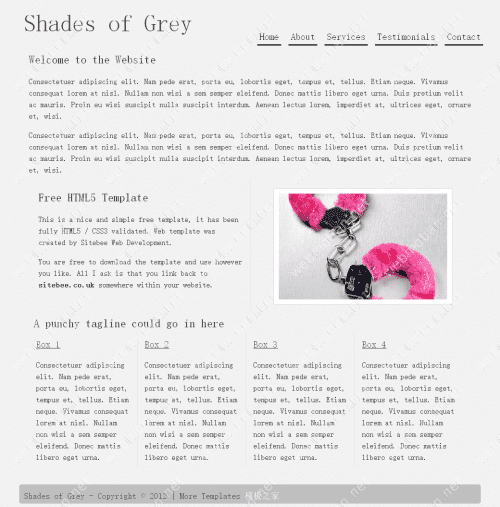 Shades of Grey
Home About Services Testimonials Contact
Welcome to the Website
Consectetuer adipiscing elit. Nam pede erat, porta eu, lobortis eget, tempus et, tellus. Etiam neque. Vivamus
consequat lorem at nisl. Nullam non wisi a sem semper eleifend. Donec mattis libero eget urna. Duis pretium velit
ac mauris. Proin eu wisi suscipit nulla suscipit interdum. Aenean lectus lorem, imperdiet at, ultrices eget, ornare
et, wisi.
Consectetuer adipiscing elit. Nam pede erat, porta eu, lobortis eget, tempus et, tellus. Etiam neque. Vivamus
consequat lorem at nisl. Nullam non wisi a sem semper eleifend. Donec mattis libero eget urna. Duis pretium velit
ac mauris. Proin eu wisi suscipit nulla suscipit interdum. Aenean lectus lorem, imperdiet at, ultrices eget, ornare
et, wisi.
Free HTML5 Template
This is a nice and simple free template, it has been
fully HTML5 / CSS3 validated. Web template was
created by Sitebee Web Development.
You are free to download the template and use however
you like. All I ask is that you link back to
sitebee.co.uk somewhere within your website.
A punchy tagline could go in here
Box 1
Consectetuer adipiscing
elit. Nam pede erat,
porta eu, lobortis eget,
tempus et, tellus. Etiam
neque. Vivamus consequat
lorem at nisl. Nullam
non wisi a sem semper
eleifend. Donec mattis
libero eget urna.
Box 2
Consectetuer adipiscing
elit. Nam pede erat,
porta eu, lobortis eget,
tempus et, tellus. Etiam
neque. Vivamus consequat
lorem at nisl. Nullam
non wisi a sem semper
eleifend. Donec mattis
libero eget urna.
Box 3
Consectetuer adipiscing
elit. Nam pede erat,
porta eu, lobortis eget,
tempus et, tellus. Etiam
neque. Vivamus consequat
lorem at nisl. Nullam
non wisi a sem semper
eleifend. Donec mattis
libero eget urna.
Box 4
Consectetuer adipiscing
elit. Nam pede erat,
porta eu, lobortis eget,
tempus et, tellus. Etiam
neque. Vivamus consequat
lorem at nisl. Nullam
non wisi a sem semper
eleifend. Donec mattis
libero eget urna.
Shades of Grey - Copyright © 2012 | More Templates 模板之家